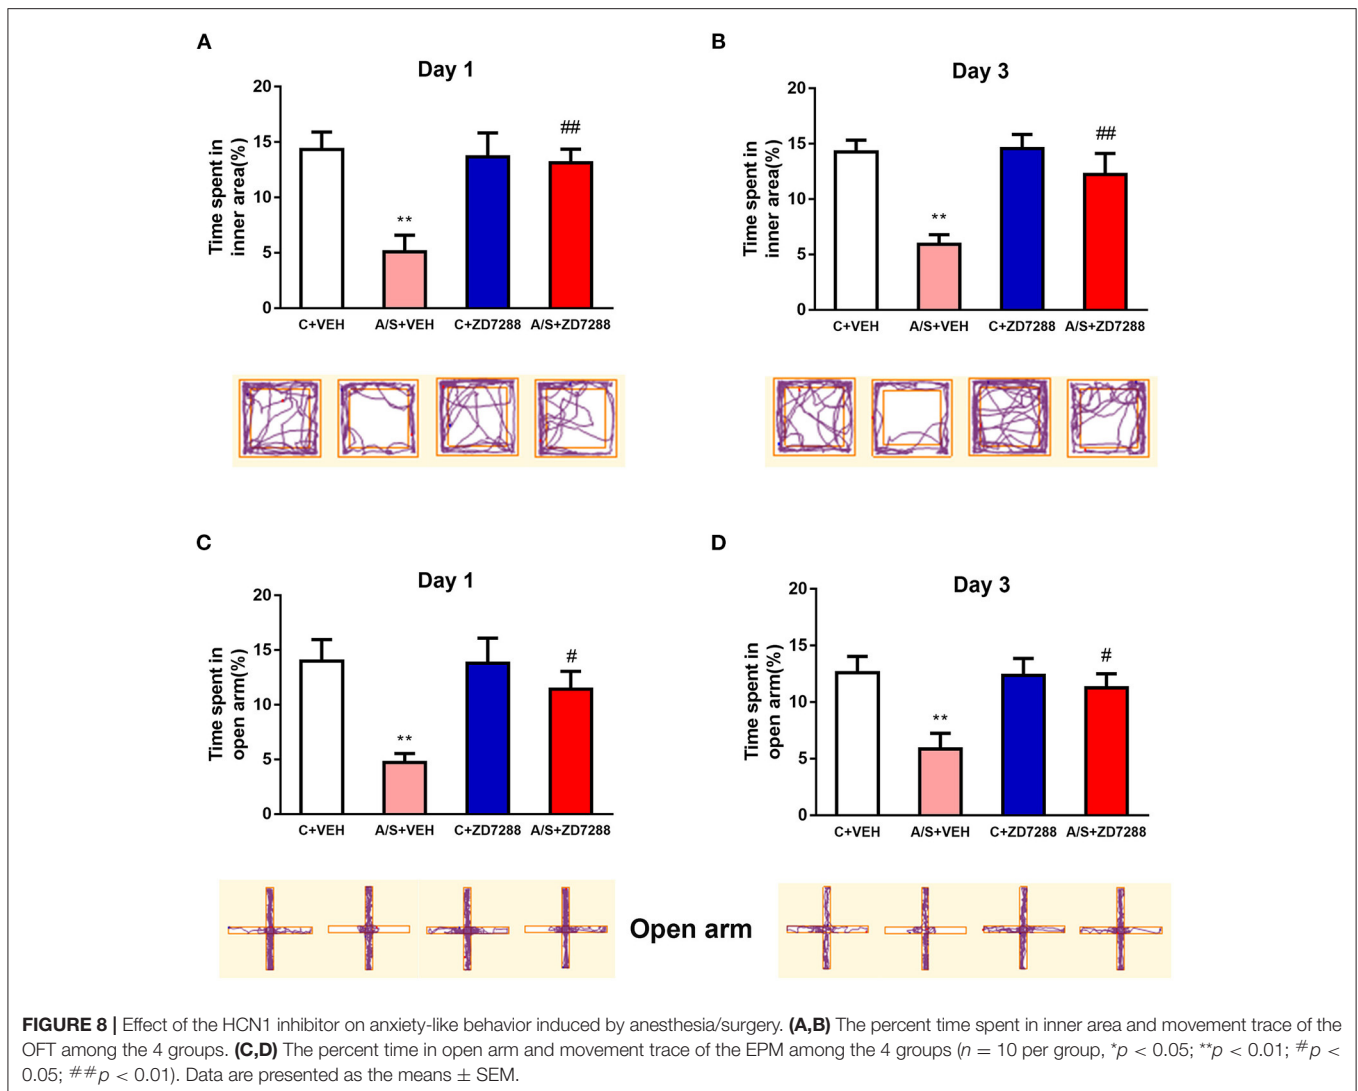 A
Day 1
Time spent in
inner area(%)
20
15
10
5
0
**
##
C+VEH
A/S+VEH
C+ZD7288
A/S+ZD7288
B
Day 3
Time spent in
inner area(%)
20
15
10
5
0
**
##
C+VEH
A/S+VEH
C+ZD7288
A/S+ZD7288
C
Day 1
Time spent in
open arm(%)
20
15
10
5
0
**
#
C+VEH
A/S+VEH
C+ZD7288
A/S+ZD7288
D
Day 3
Time spent in
open arm(%)
20
15
10
5
0
**
#
C+VEH
A/S+VEH
C+ZD7288
A/S+ZD7288
Open arm
FIGURE 8 | Effect of the HCN1 inhibitor on anxiety-like behavior induced by anesthesia/surgery. (A,B) The percent time spent in inner area and movement trace of the
OFT among the 4 groups. (C,D) The percent time in open arm and movement trace of the EPM among the 4 groups (n = 10 per group, *p < 0.05; **p < 0.01; #p <
0.05; ##p < 0.01). Data are presented as the means ± SEM.